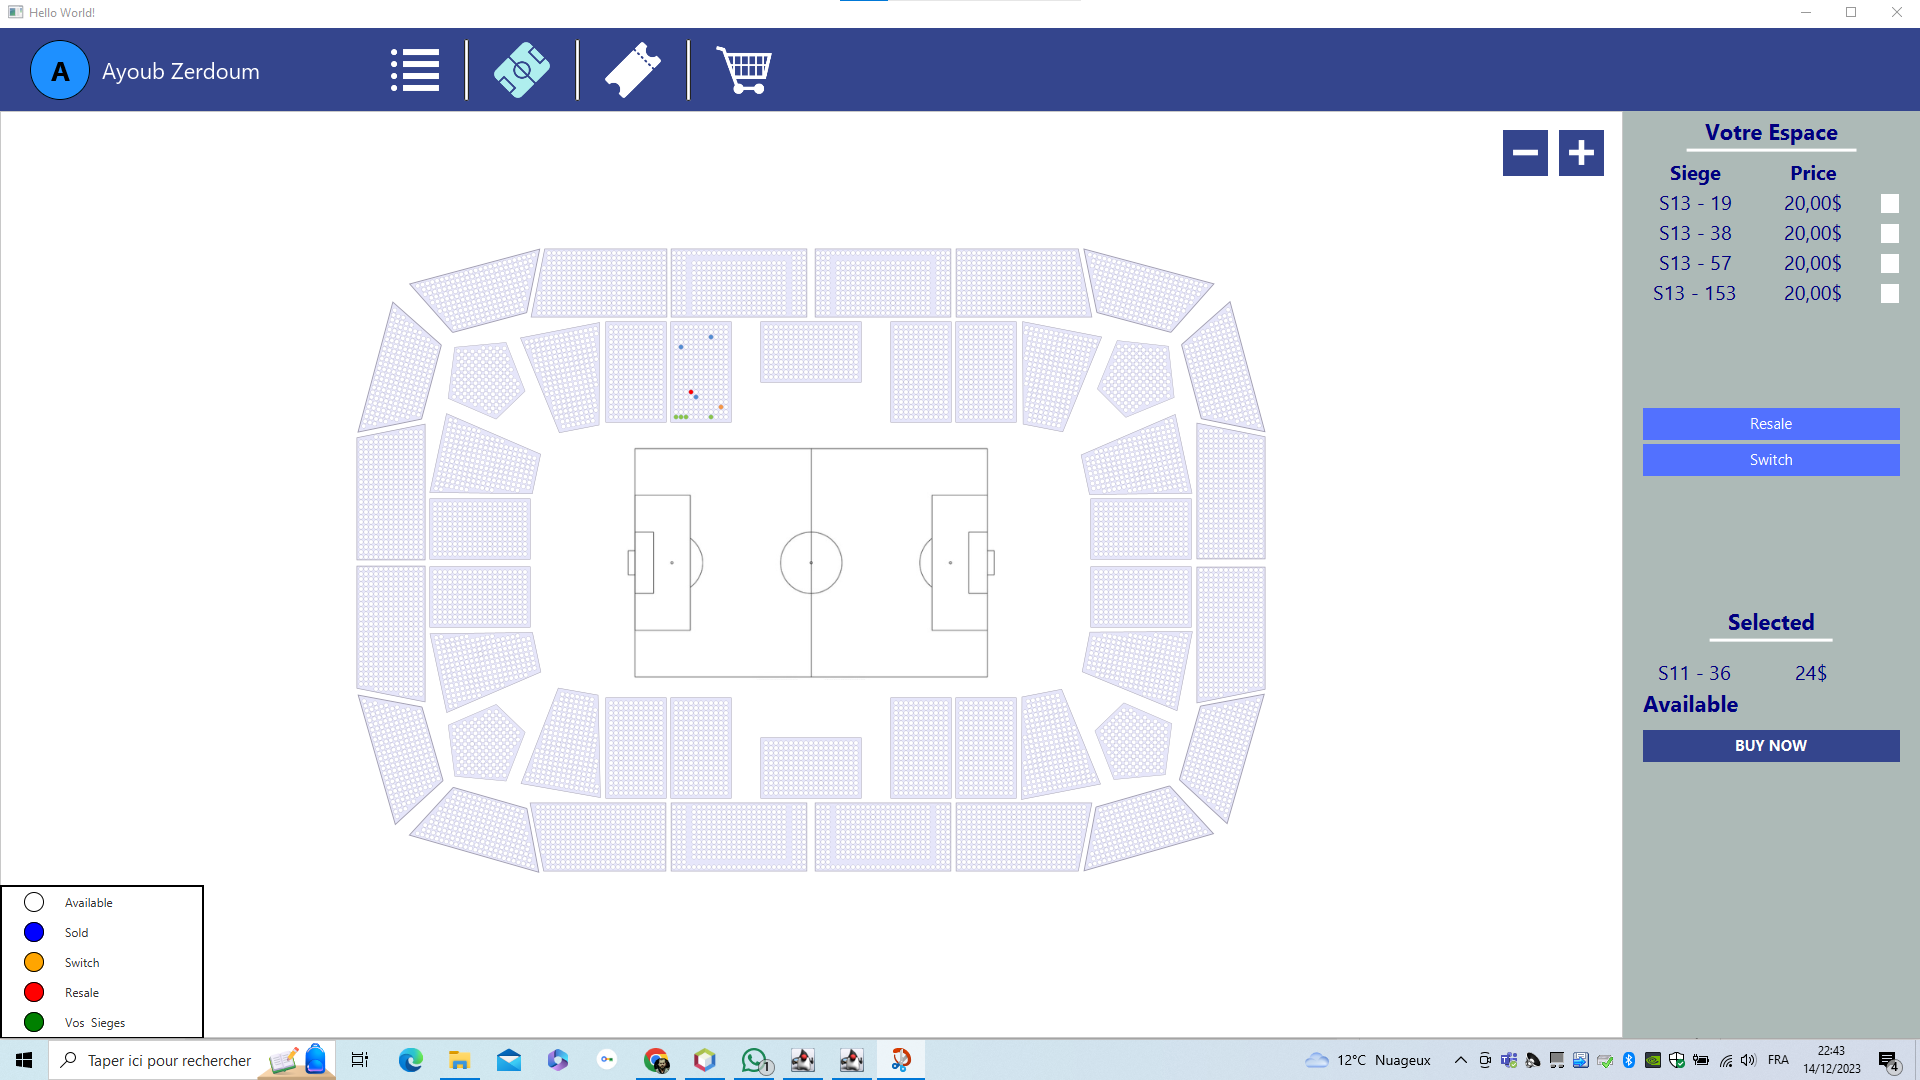 Hello World!
A
Ayoub Zerdoum
Votre Espace
Siege Price
S13 - 19 20,00$
S13 - 38 20,00$
S13 - 57 20,00$
S13 - 153 20,00$
Resale
Switch
Selected
S11 - 36 24$
Available
BUY NOW
Available
Sold
Switch
Resale
Vos Sieges
Taper ici pour rechercher
1
12°C Nuageux
FRA
22:43
14/12/2023
4